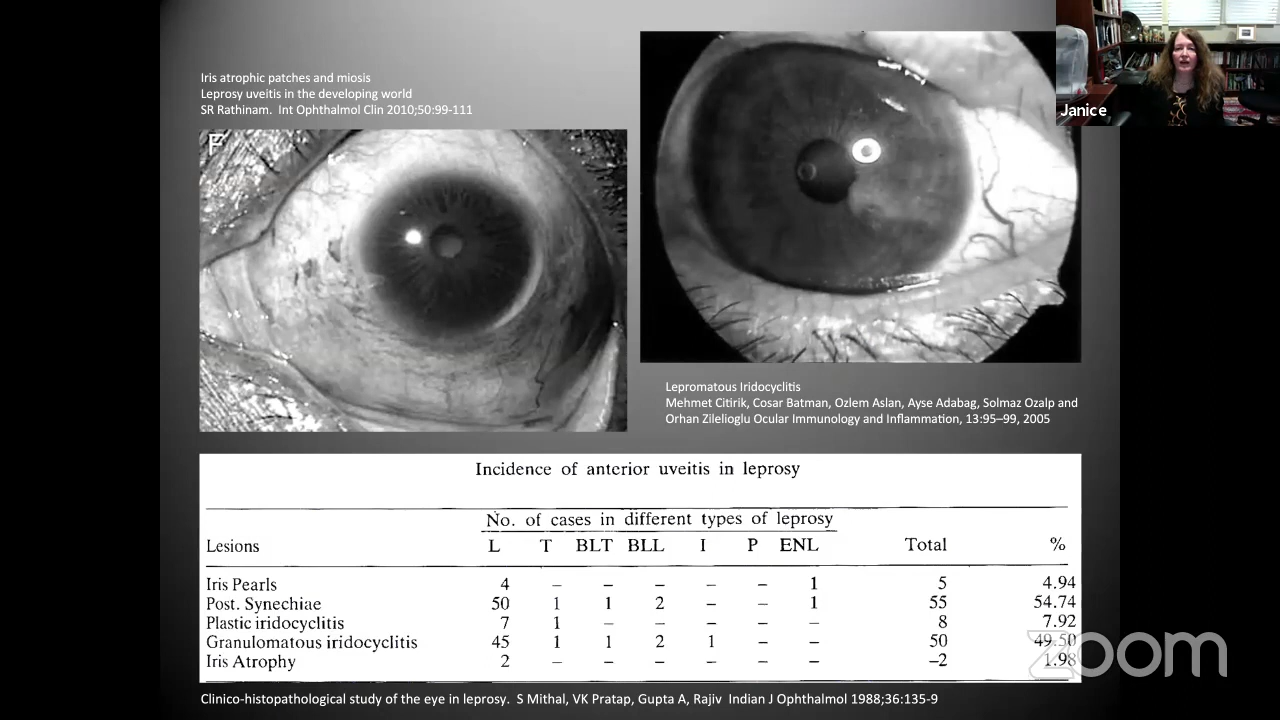 Iris atrophic patches and miosis
Leprosy uveitis in the developing world
SR Rathinam. Int Ophthalmol Clin 2010;50:99-111
F
Janice
Lepromatous Iridocyclitis
Mehmet Citirik, Cosar Batman, Ozlem Aslan, Ayse Adabag, Solmaz Ozalp and
Orhan Zilelioglu Ocular Immunology and Inflammation, 13:95–99, 2005
Incidence of anterior uveitis in leprosy
No. of cases in different types of leprosy
Lesions L T BLT BLL I P ENL Total %
Iris Pearls 4 – – – – – 1 5 4.94
Post. Synechiae 50 1 1 2 – – 1 55 54.74
Plastic iridocyclitis 7 1 – – – – – 8 7.92
Granulomatous iridocyclitis 45 1 1 2 1 – – 50 49.50
Iris Atrophy 2 – – – – – – –2 1.98
zoom
Clinico-histopathological study of the eye in leprosy. S Mithal, VK Pratap, Gupta A, Rajiv Indian J Ophthalmol 1988;36:135-9